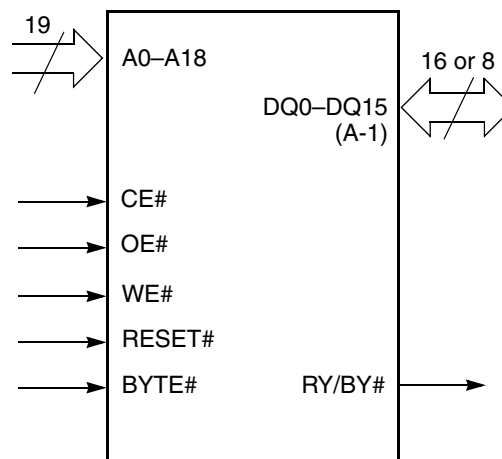 19
A0–A18
16 or 8
DQ0–DQ15
(A-1)
CE#
OE#
WE#
RESET#
BYTE#
RY/BY#